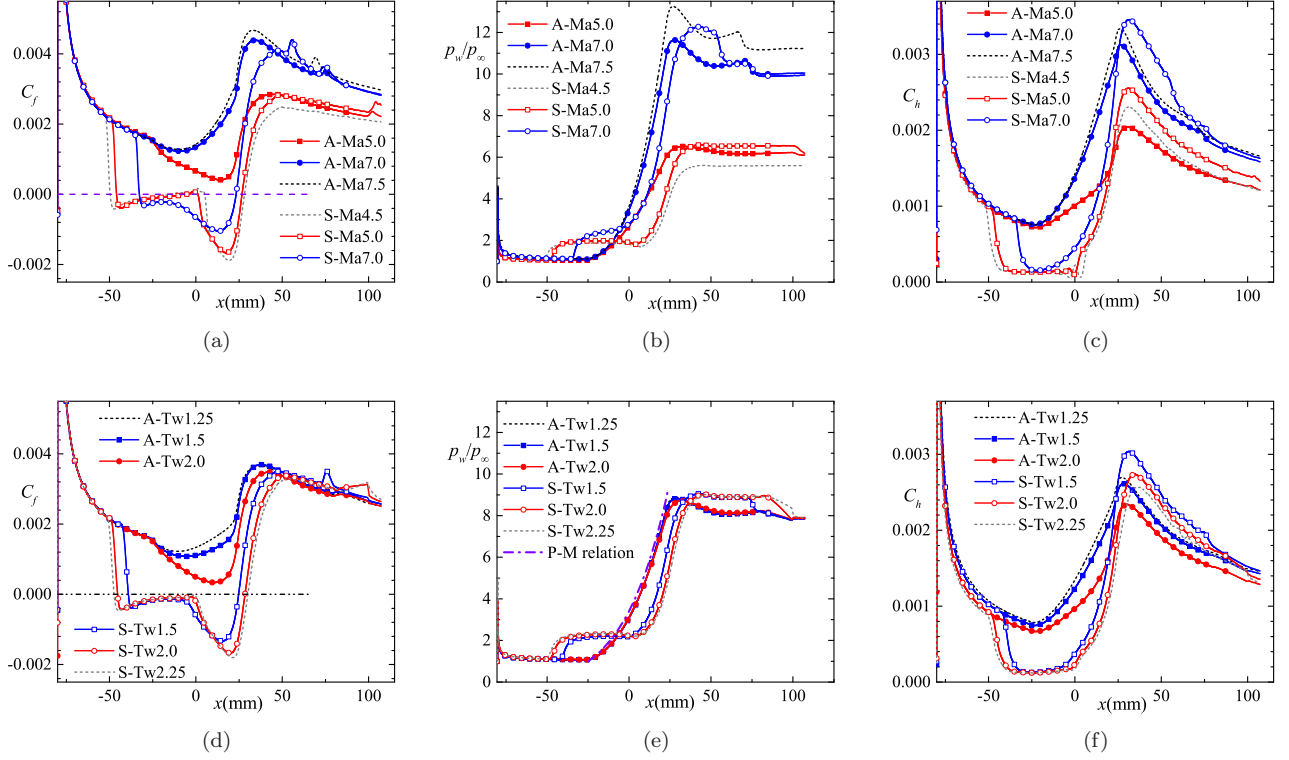 0.004
0.002
0.000
-0.002
C_f
A-Ma5.0
A-Ma7.0
A-Ma7.5
S-Ma4.5
S-Ma5.0
S-Ma7.0
-50 0 50 100
x(mm)
(a)
12
10
8
6
4
2
0
p_w/p_∞
A-Ma5.0
A-Ma7.0
A-Ma7.5
S-Ma4.5
S-Ma5.0
S-Ma7.0
-50 0 50 100
x(mm)
(b)
0.003
0.002
0.001
0.000
C_h
A-Ma5.0
A-Ma7.0
A-Ma7.5
S-Ma4.5
S-Ma5.0
S-Ma7.0
-50 0 50 100
x(mm)
(c)
0.004
0.002
0.000
-0.002
C_f
A-Tw1.25
A-Tw1.5
A-Tw2.0
S-Tw1.5
S-Tw2.0
S-Tw2.25
-50 0 50 100
x(mm)
(d)
12
10
8
6
4
2
0
p_w/p_∞
A-Tw1.25
A-Tw1.5
A-Tw2.0
S-Tw1.5
S-Tw2.0
S-Tw2.25
P-M relation
-50 0 50 100
x(mm)
(e)
0.003
0.002
0.001
0.000
C_h
A-Tw1.25
A-Tw1.5
A-Tw2.0
S-Tw1.5
S-Tw2.0
S-Tw2.25
-50 0 50 100
x(mm)
(f)